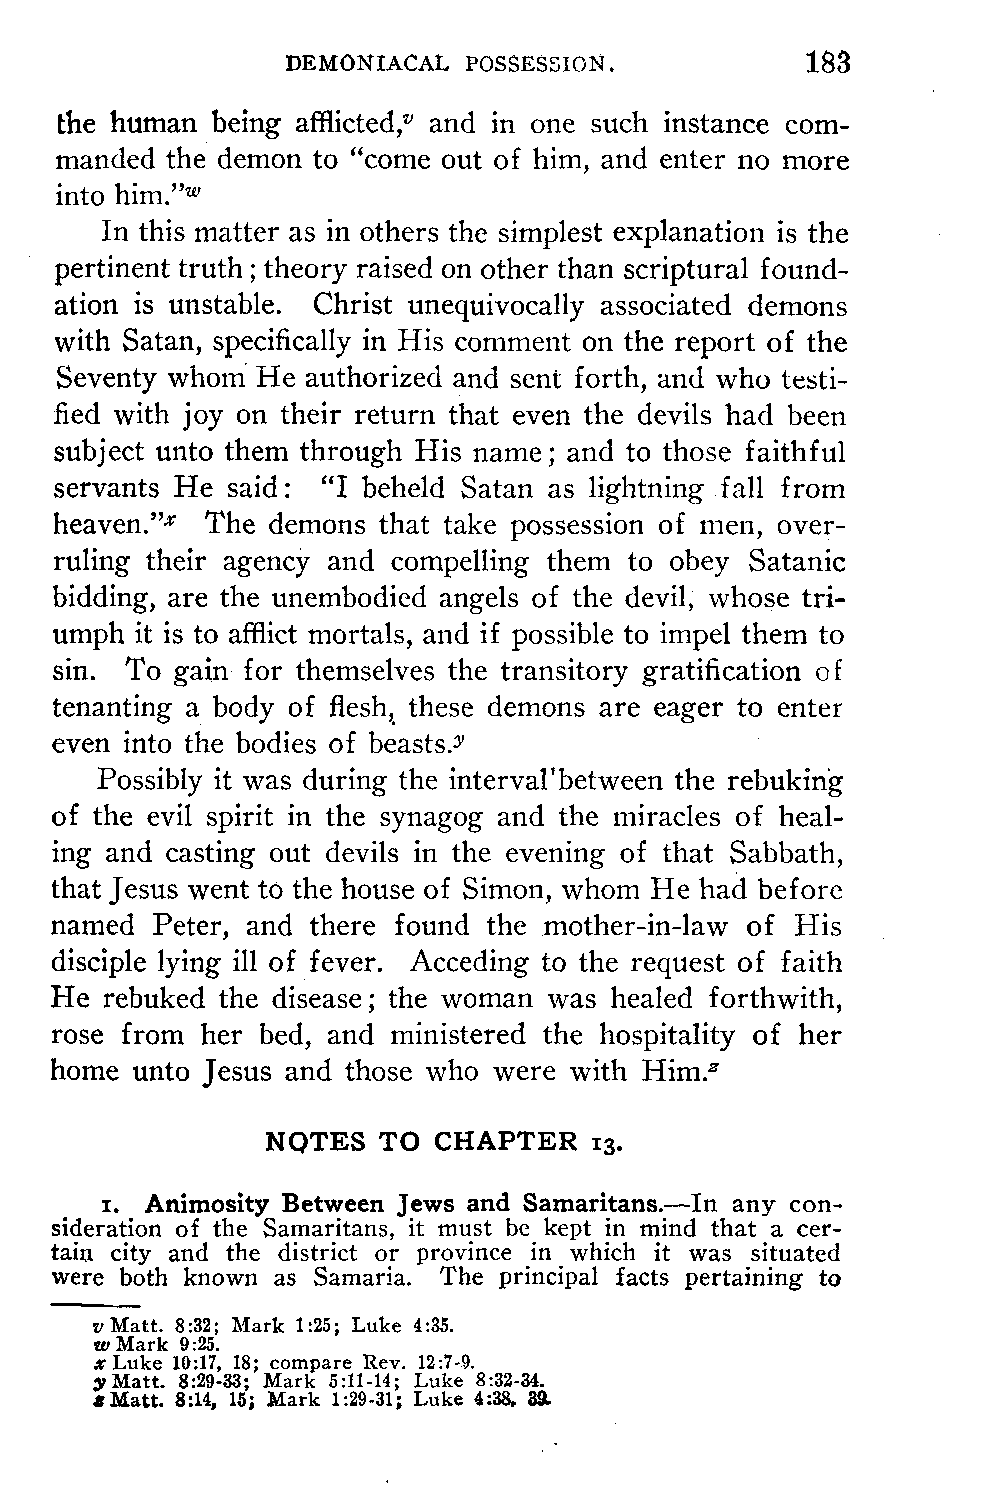 DEMONIACAL POSSESSION. 183
the human being afflicted,v and in one such instance com-
manded the demon to “come out of him, and enter no more
into him.”w
In this matter as in others the simplest explanation is the
pertinent truth; theory raised on other than scriptural found-
ation is unstable. Christ unequivocally associated demons
with Satan, specifically in His comment on the report of the
Seventy whom He authorized and sent forth, and who testi-
fied with joy on their return that even the devils had been
subject unto them through His name; and to those faithful
servants He said: “I beheld Satan as lightning fall from
heaven.”x The demons that take possession of men, over-
ruling their agency and compelling them to obey Satanic
bidding, are the unembodied angels of the devil, whose tri-
umph it is to afflict mortals, and if possible to impel them to
sin. To gain for themselves the transitory gratification of
tenanting a body of flesh, these demons are eager to enter
even into the bodies of beasts.y
Possibly it was during the interval between the rebuking
of the evil spirit in the synagog and the miracles of heal-
ing and casting out devils in the evening of that Sabbath,
that Jesus went to the house of Simon, whom He had before
named Peter, and there found the mother-in-law of His
disciple lying ill of fever. Acceding to the request of faith
He rebuked the disease; the woman was healed forthwith,
rose from her bed, and ministered the hospitality of her
home unto Jesus and those who were with Him.z
NOTES TO CHAPTER 13.
1. Animosity Between Jews and Samaritans.—In any con-
sideration of the Samaritans, it must be kept in mind that a cer-
tain city and the district or province in which it was situated
were both known as Samaria. The principal facts pertaining to
v Matt. 8:32; Mark 1:25; Luke 4:35.
w Mark 9:25.
x Luke 10:17, 18; compare Rev. 12:7-9.
y Matt. 8:29-33; Mark 5:11-14; Luke 8:32-34.
z Matt. 8:14, 15; Mark 1:29-31; Luke 4:38, 39.